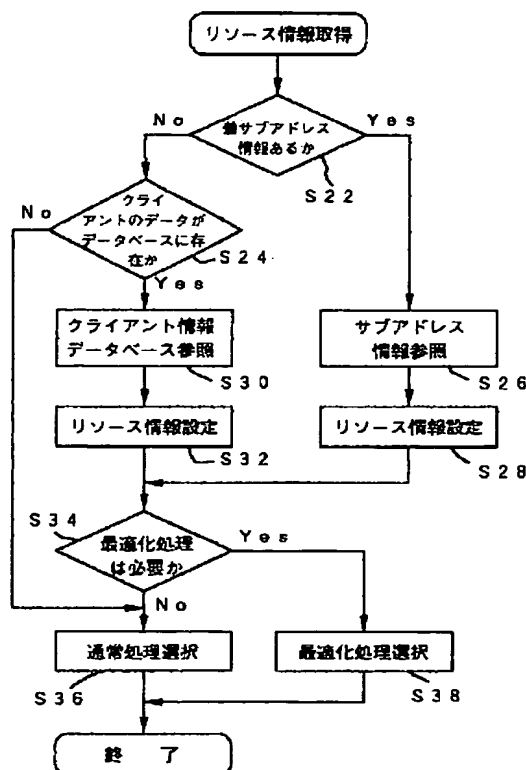 リソース情報取得
No
サブアドレス
Yes
情報あるか
S22
No
クライ
アントのデータが
データベースに存
在か
S24
Yes
クライアント情報
データベース参照
サブアドレス
情報参照
S30
S26
リソース情報設定
リソース情報設定
S32
S28
S34
最適化処理
は必要か
Yes
No
通常処理選択
最適化処理選択
S36
S38
終 了